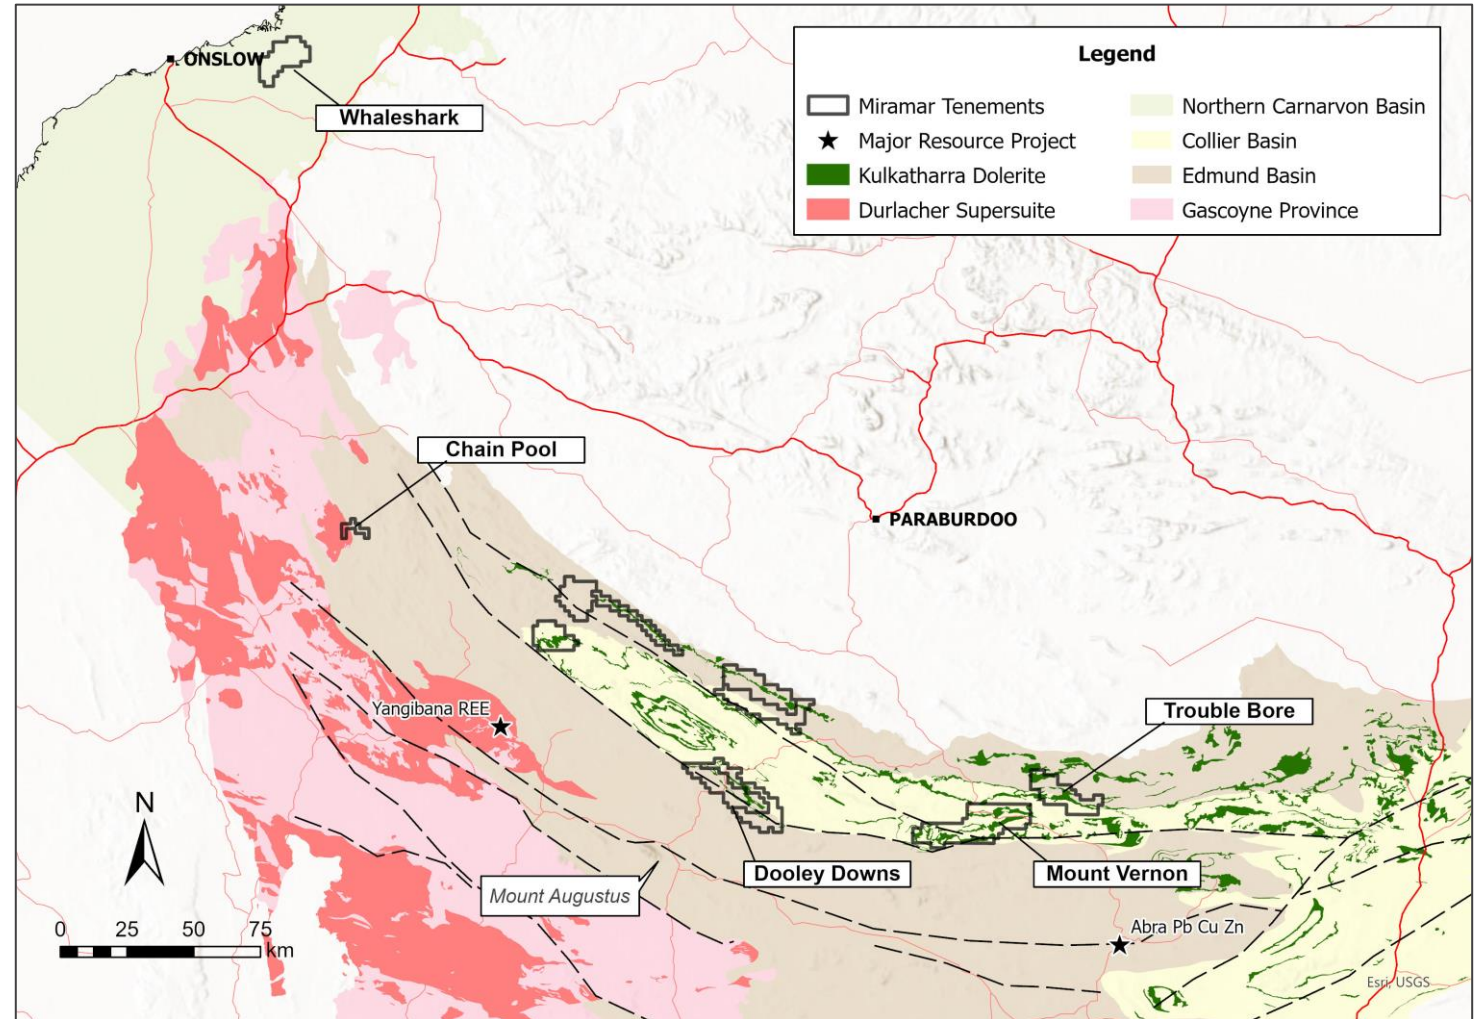 ONSLOW
Whaleshark
Legend
Miramar Tenements
Major Resource Project
Kulkatharra Dolerite
Durlacher Supersuite
Northern Carnarvon Basin
Collier Basin
Edmund Basin
Gascoyne Province
Chain Pool
PARABURDOO
Yangibana REE
Trouble Bore
Dooley Downs
Mount Vernon
Mount Augustus
Abra Pb Cu Zn
N
0 25 50 75
km
Esri, USGS